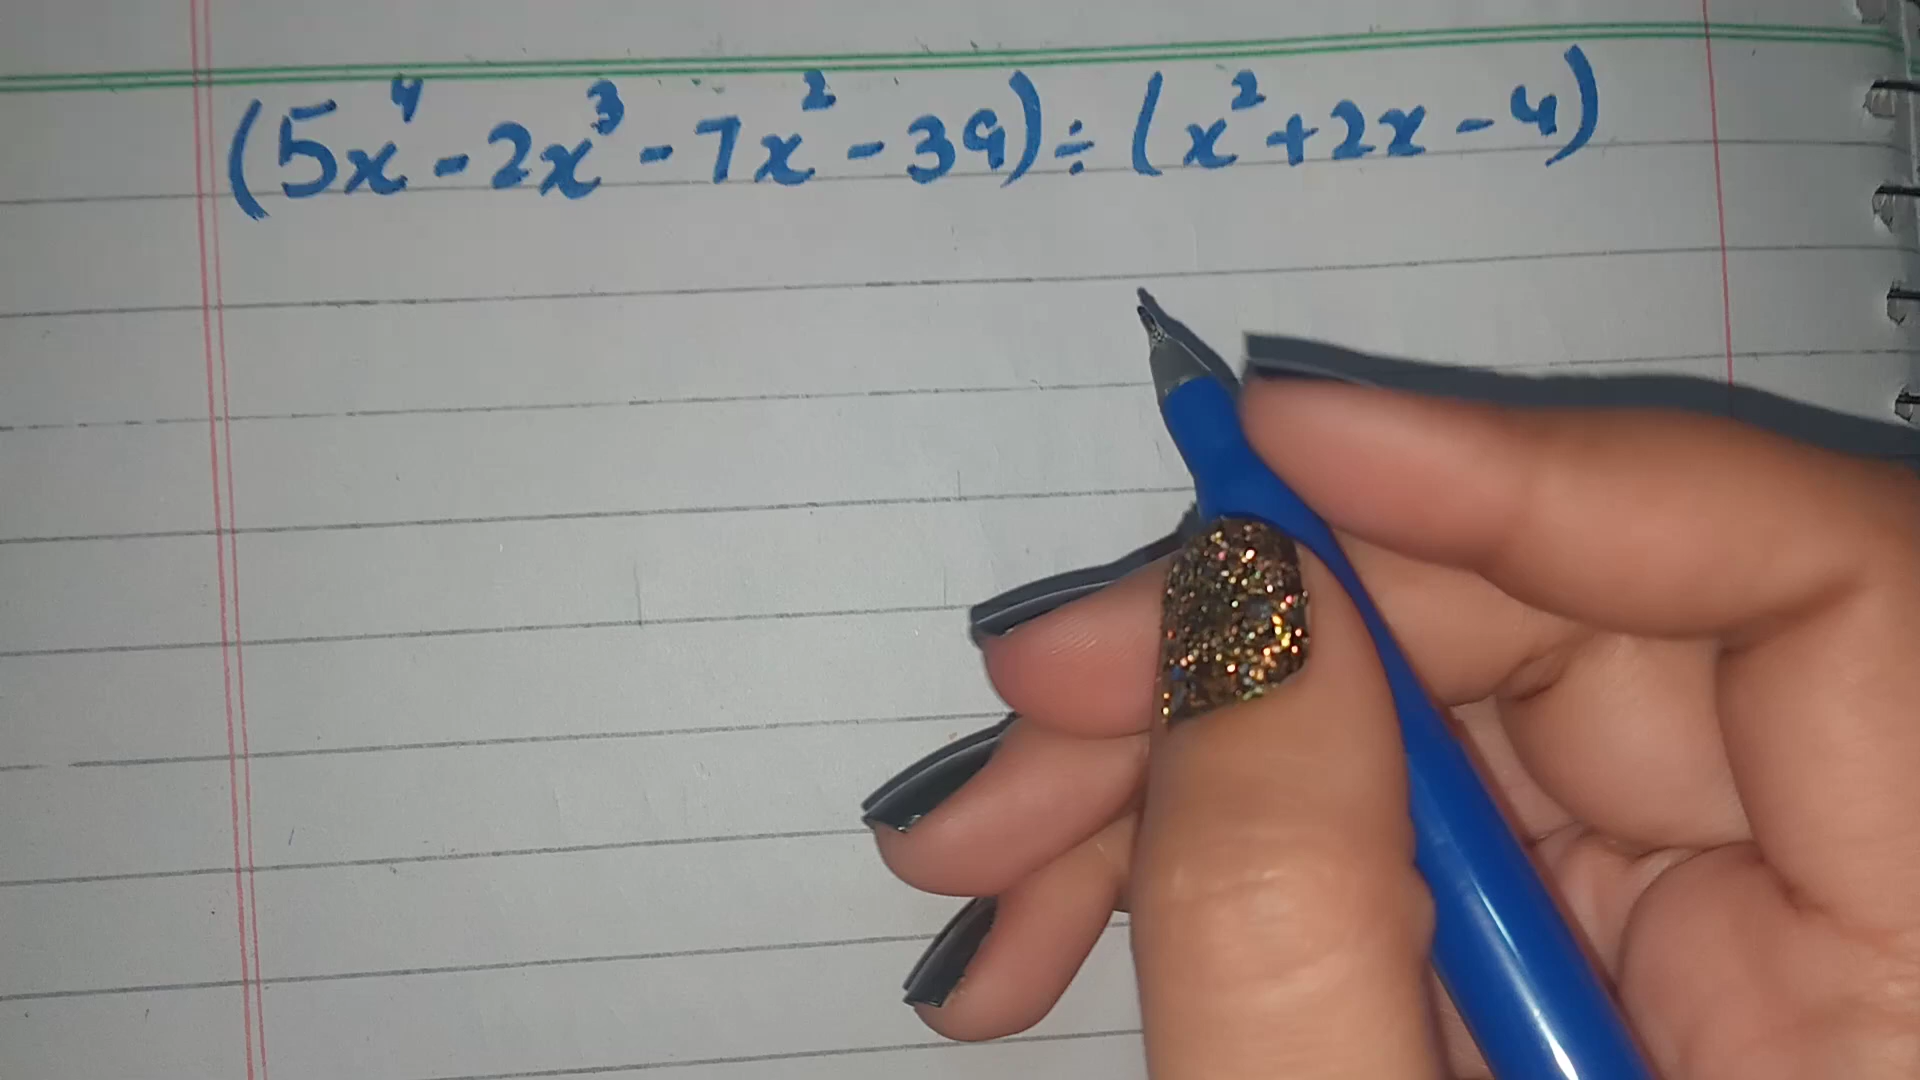 (5x⁴ - 2x³ - 7x² - 39) ÷ (x² + 2x - 4)